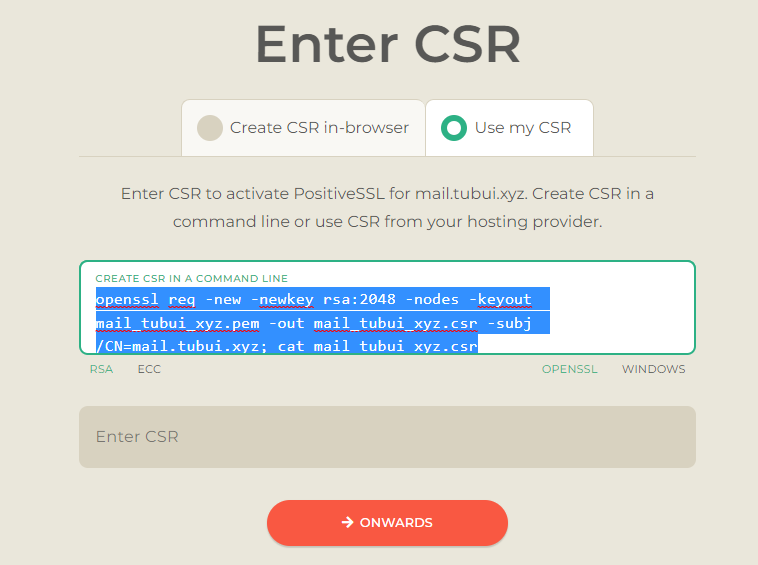 Enter CSR
Create CSR in-browser
Use my CSR
Enter CSR to activate PositiveSSL for mail.tubui.xyz. Create CSR in a
command line or use CSR from your hosting provider.
CREATE CSR IN A COMMAND LINE
openssl req -new -newkey rsa:2048 -nodes -keyout
mail_tubui_xyz.pem -out mail_tubui_xyz.csr -subj
/CN=mail.tubui.xyz; cat mail_tubui_xyz.csr
RSA ECC OPENSSL WINDOWS
Enter CSR
→ ONWARDS